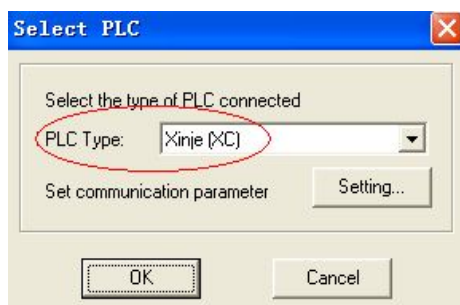 Select PLC
Select the type of PLC connected
PLC Type: Xinje (XC)
Set communication parameter Setting...
OK Cancel